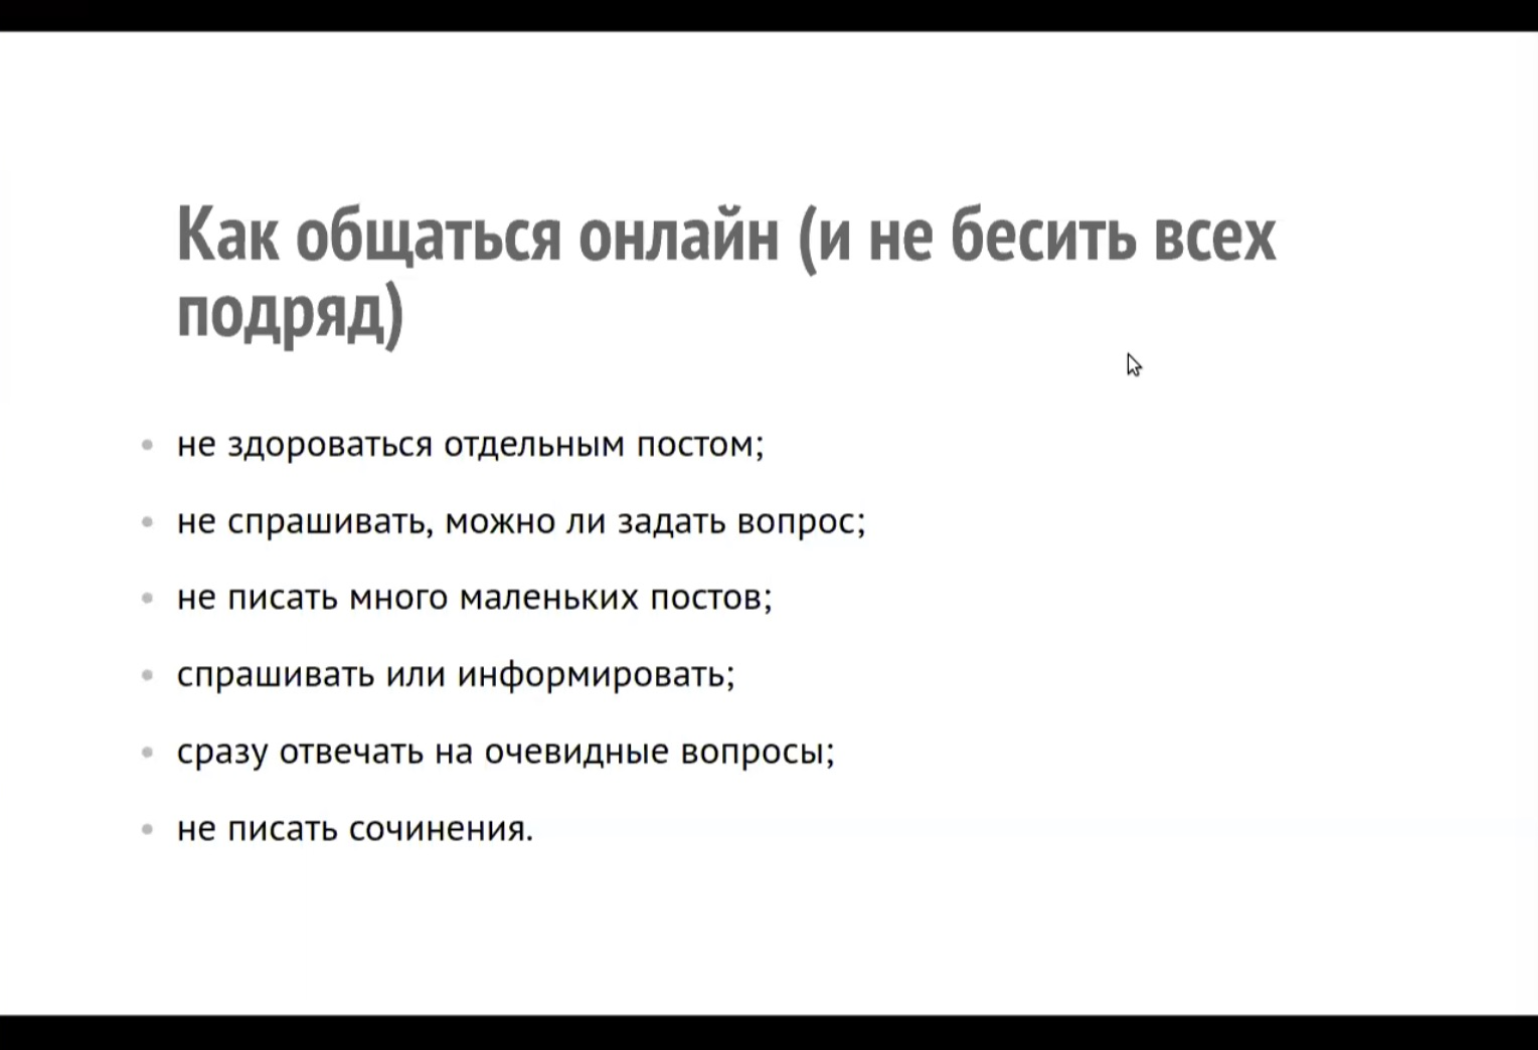 Как общаться онлайн (и не бесить всех
подряд)
не здороваться отдельным постом;
не спрашивать, можно ли задать вопрос;
не писать много маленьких постов;
спрашивать или информировать;
сразу отвечать на очевидные вопросы;
не писать сочинения.